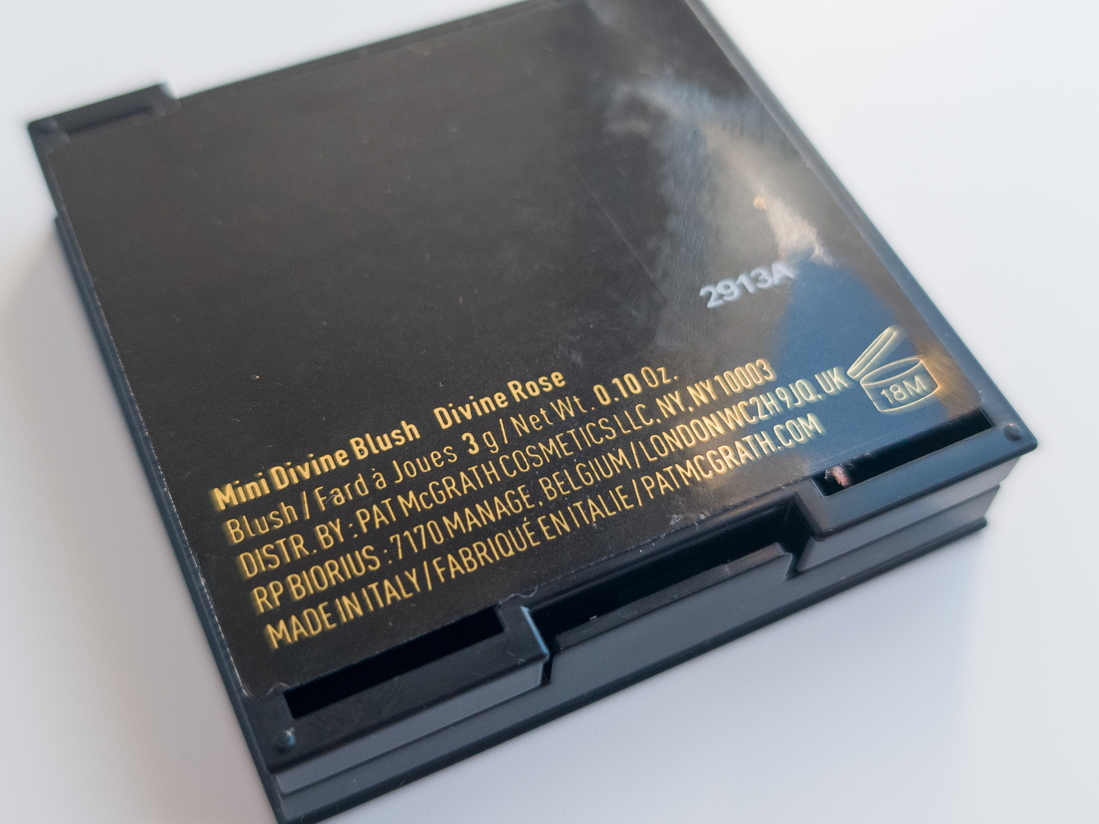 2913A
Mini Divine Blush Divine Rose
Blush / Fard à Joues 3 g / Net Wt. 0.10 Oz.
DISTR. BY : PAT McGRATH COSMETICS LLC, NY, NY 10003
RP BIORIUS : 7170 MANAGE, BELGIUM / LONDON WC2H 9JQ, UK
MADE IN ITALY / FABRIQUÉ EN ITALIE / PATMCGRATH.COM
18M